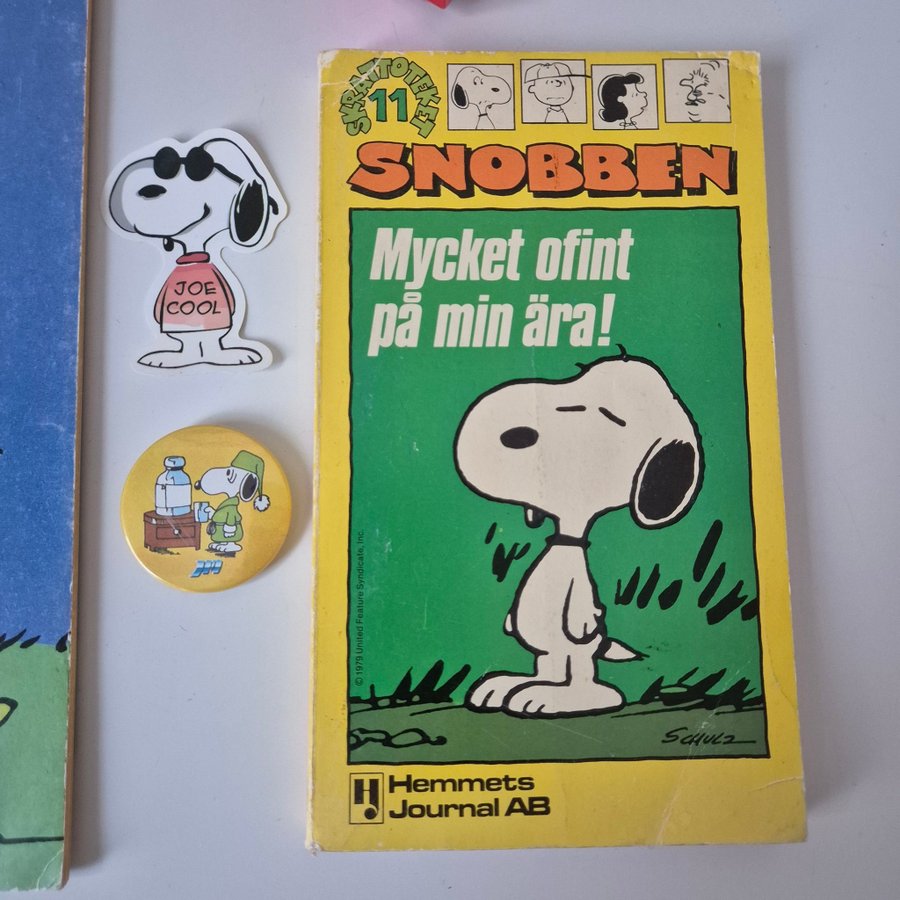 SKRATTOTEKET
11
SNOBBEN
Mycket ofint
på min ära!
JOE
COOL
© 1979 United Feature Syndicate, Inc.
SCHULZ
H
Hemmets
Journal AB